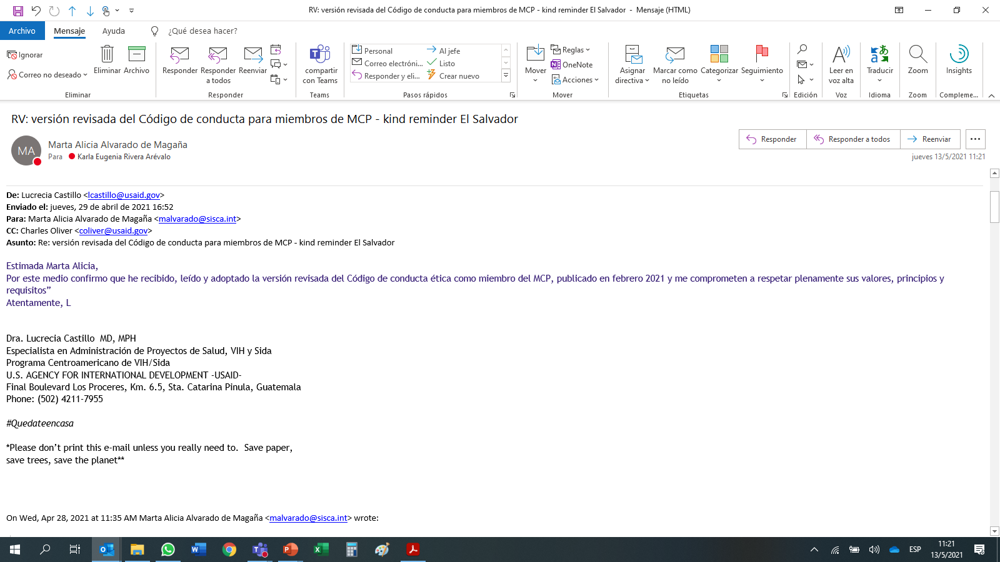 RV: versión revisada del Código de conducta para miembros de MCP - kind reminder El Salvador - Mensaje (HTML)
Archivo Mensaje Ayuda ¿Qué desea hacer?
Ignorar
Correo no deseado
Eliminar
Archivo
Eliminar
Responder
Responder a todos
Reenviar
Responder
compartir con Teams
Teams
Personal
Correo electróni...
Responder y eli...
Al jefe
Listo
Crear nuevo
Pasos rápidos
Mover
Reglas
OneNote
Acciones
Mover
Asignar directiva
Marcar como no leído
Categorizar
Seguimiento
Etiquetas
Edición
Leer en voz alta
Voz
Traducir
Idioma
Zoom
Zoom
Insights
Compleme...
RV: versión revisada del Código de conducta para miembros de MCP - kind reminder El Salvador
MA
Marta Alicia Alvarado de Magaña
Para Karla Eugenia Rivera Arévalo
Responder Responder a todos Reenviar
jueves 13/5/2021 11:21
De: Lucrecia Castillo <lcastillo@usaid.gov>
Enviado el: jueves, 29 de abril de 2021 16:52
Para: Marta Alicia Alvarado de Magaña <malvarado@sisca.int>
CC: Charles Oliver <coliver@usaid.gov>
Asunto: Re: versión revisada del Código de conducta para miembros de MCP - kind reminder El Salvador
Estimada Marta Alicia,
Por este medio confirmo que he recibido, leído y adoptado la versión revisada del Código de conducta ética como miembro del MCP, publicado en febrero 2021 y me comprometen a respetar plenamente sus valores, principios y
requisitos”
Atentamente, L
Dra. Lucrecia Castillo  MD, MPH
Especialista en Administración de Proyectos de Salud, VIH y Sida
Programa Centroamericano de VIH/Sida
U.S. AGENCY FOR INTERNATIONAL DEVELOPMENT -USAID-
Final Boulevard Los Proceres, Km. 6.5, Sta. Catarina Pinula, Guatemala
Phone: (502) 4211-7955
#Quedateencasa
*Please don’t print this e-mail unless you really need to.  Save paper,
save trees, save the planet**
On Wed, Apr 28, 2021 at 11:35 AM Marta Alicia Alvarado de Magaña <malvarado@sisca.int> wrote:
ESP
11:21
13/5/2021